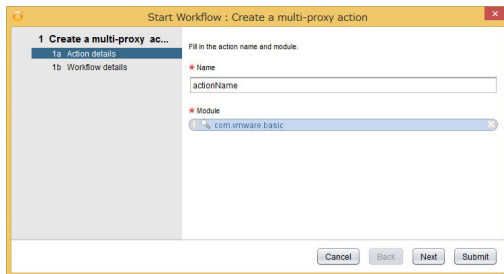 Start Workflow : Create a multi-proxy action
1 Create a multi-proxy ac...
1a Action details
1b Workflow details
Fill in the action name and module.
* Name
actionName
* Module
com.vmware.basic
Cancel
Back
Next
Submit